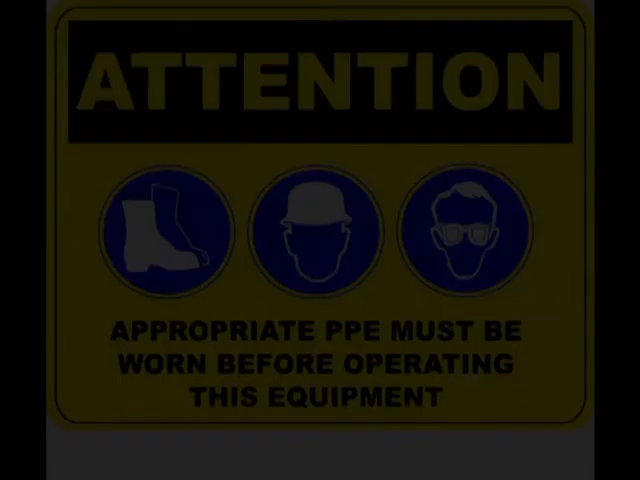 ATTENTION
APPROPRIATE PPE MUST BE
WORN BEFORE OPERATING
THIS EQUIPMENT